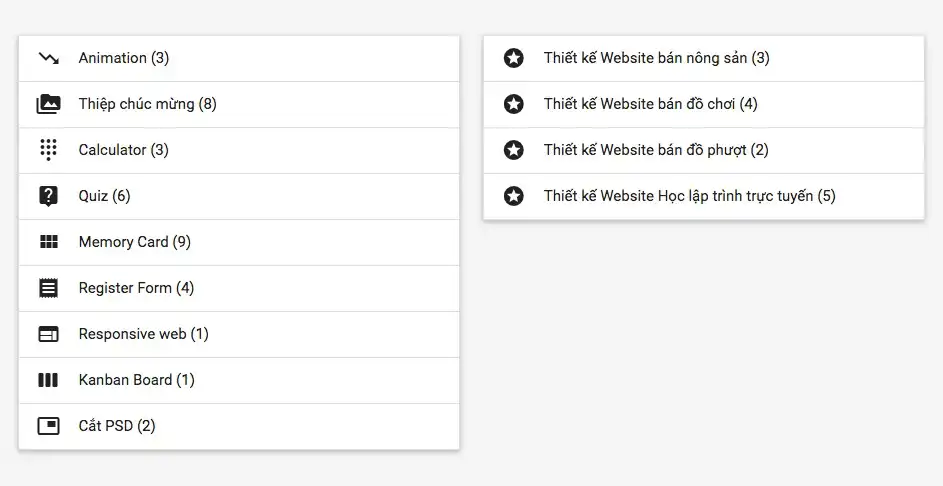 Animation (3)
Thiệp chúc mừng (8)
Calculator (3)
Quiz (6)
Memory Card (9)
Register Form (4)
Responsive web (1)
Kanban Board (1)
Cắt PSD (2)
Thiết kế Website bán nông sản (3)
Thiết kế Website bán đồ chơi (4)
Thiết kế Website bán đồ phượt (2)
Thiết kế Website Học lập trình trực tuyến (5)